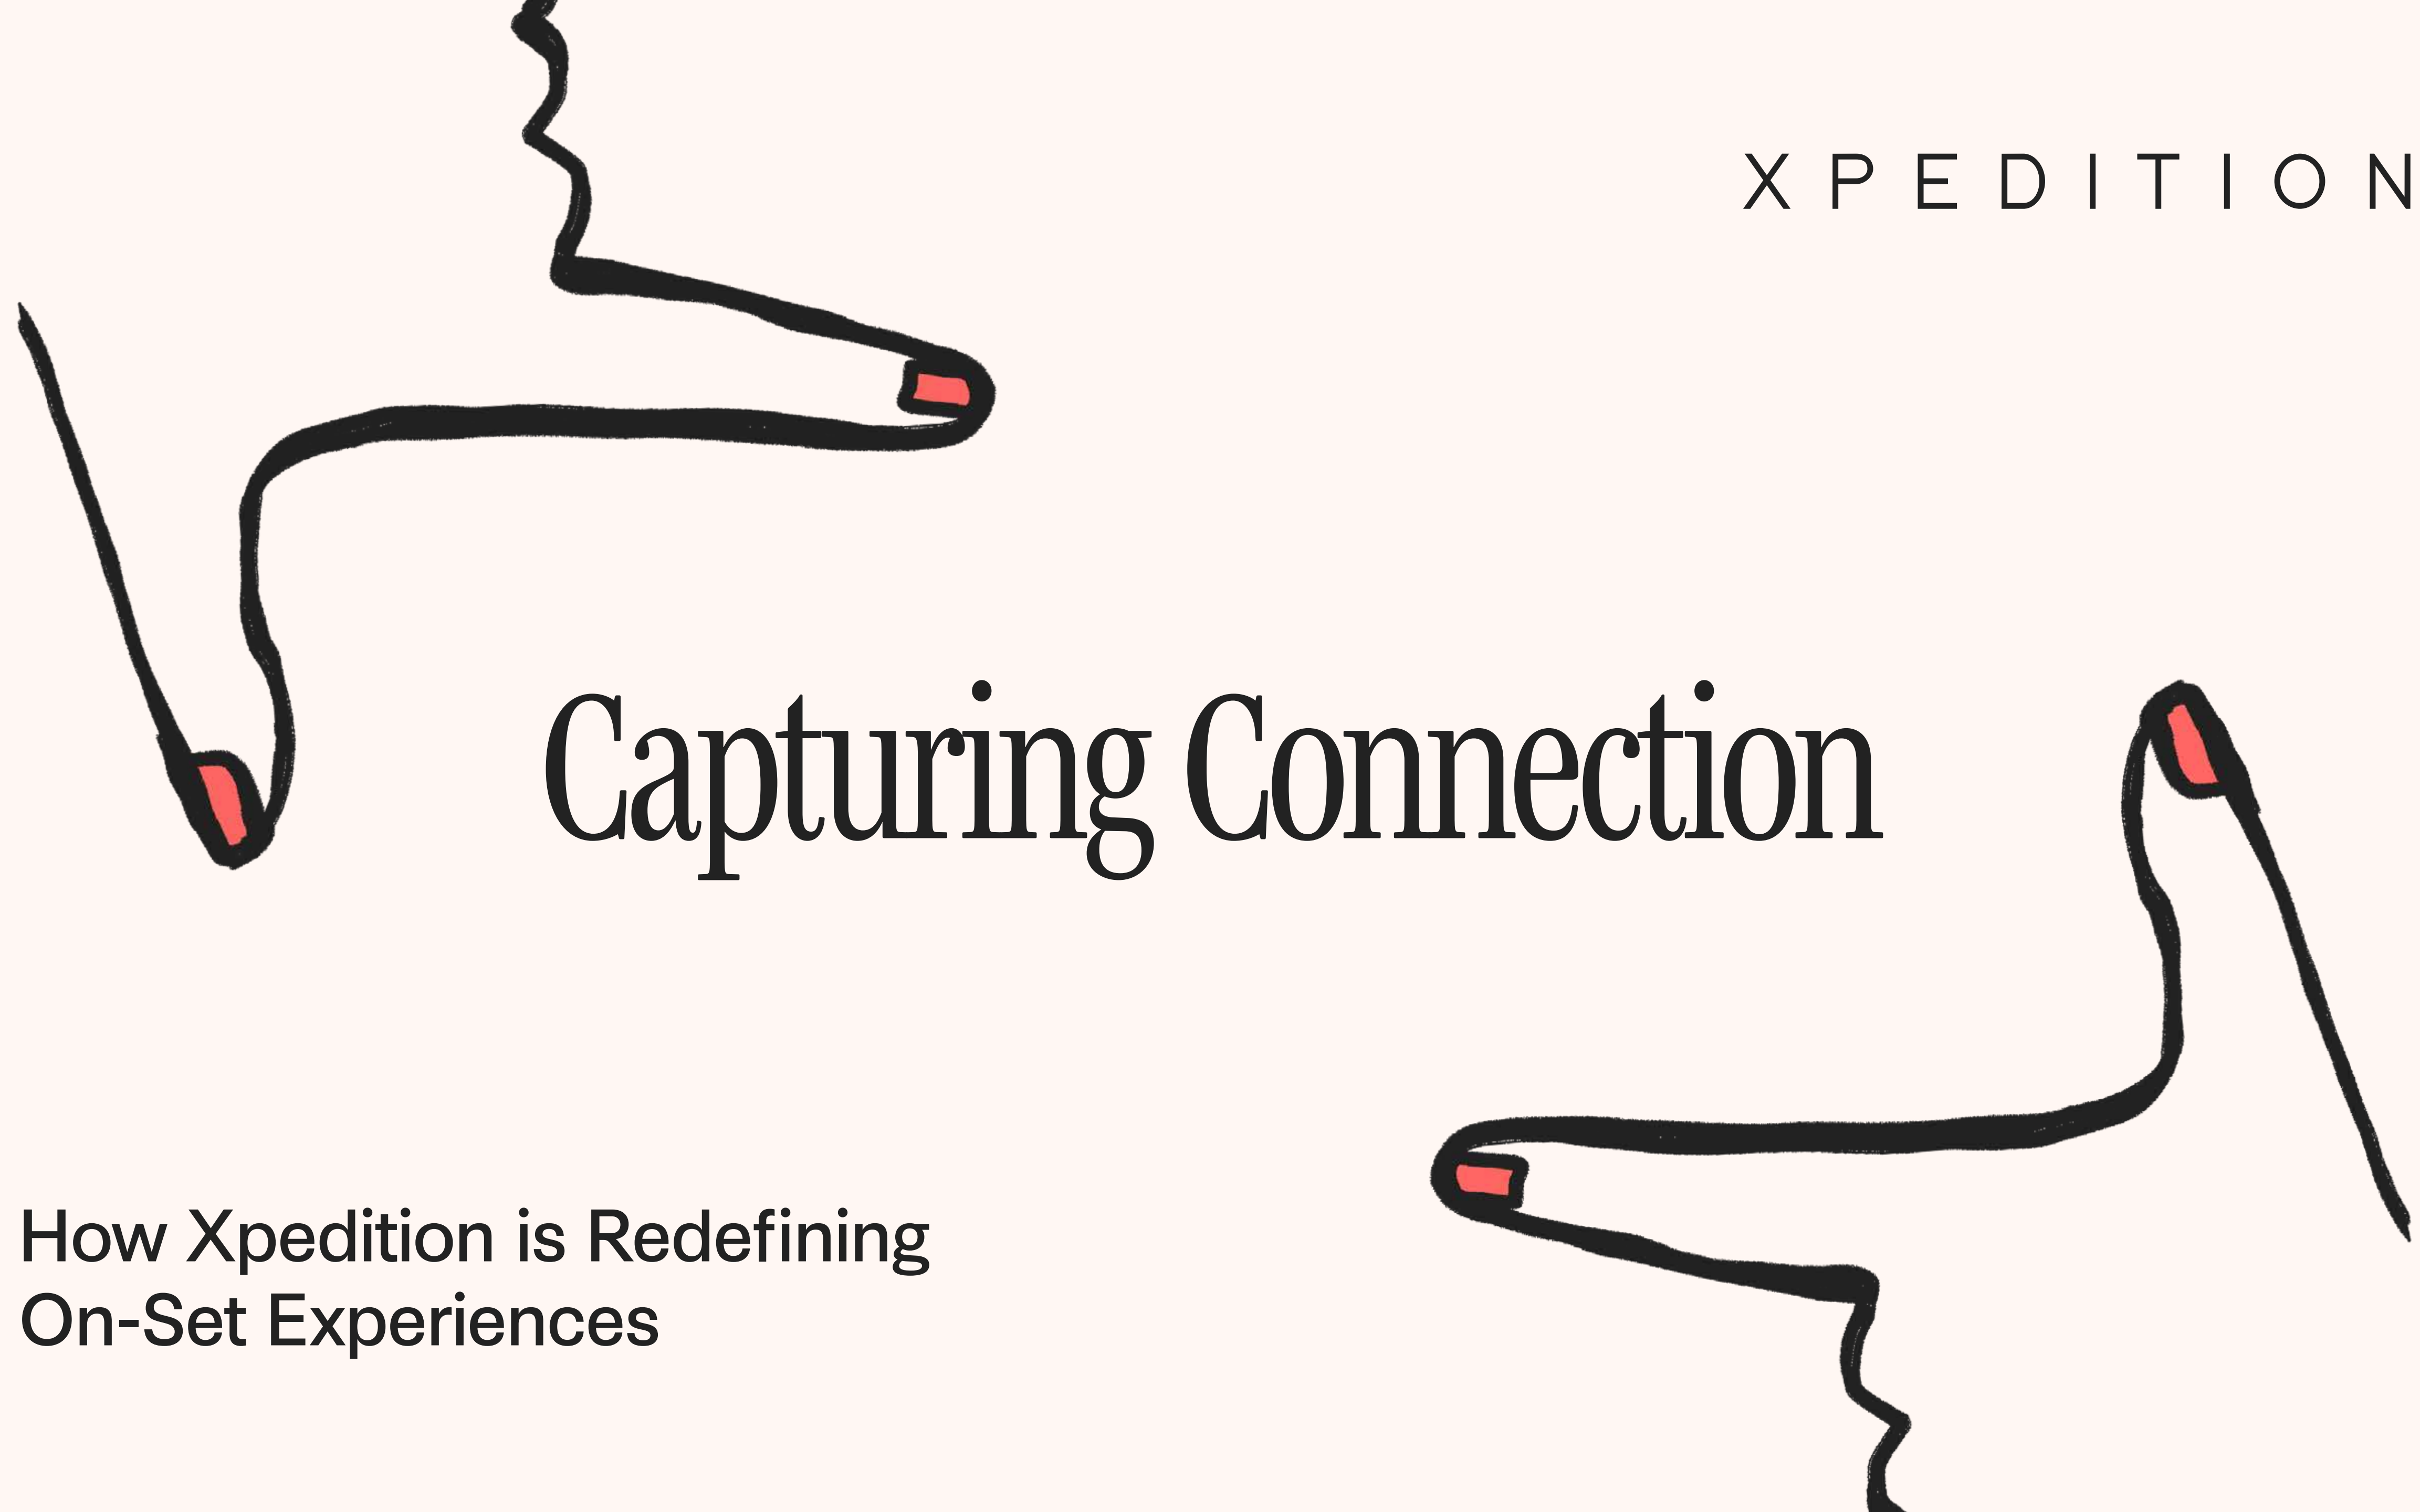 XPEDITION
Capturing Connection
How Xpedition is Redefining
On-Set Experiences